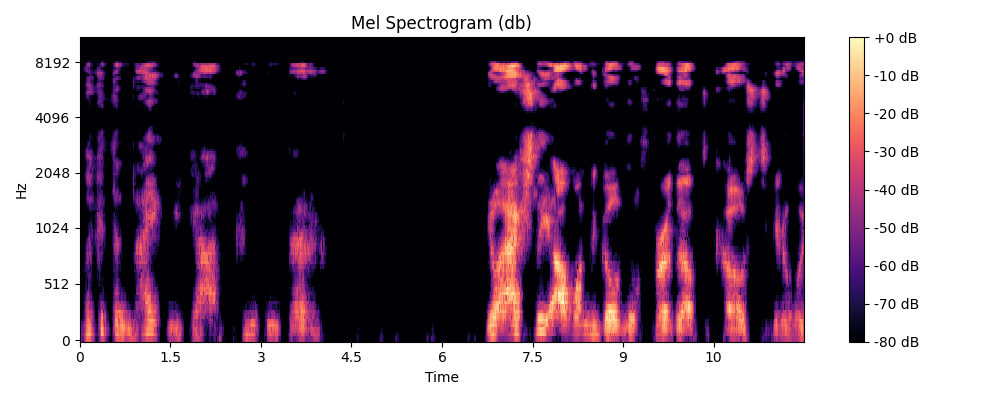 Mel Spectrogram (db)
8192
4096
2048
1024
512
0
Hz
0 1.5 3 4.5 6 7.5 9 10
Time
+0 dB
-10 dB
-20 dB
-30 dB
-40 dB
-50 dB
-60 dB
-70 dB
-80 dB